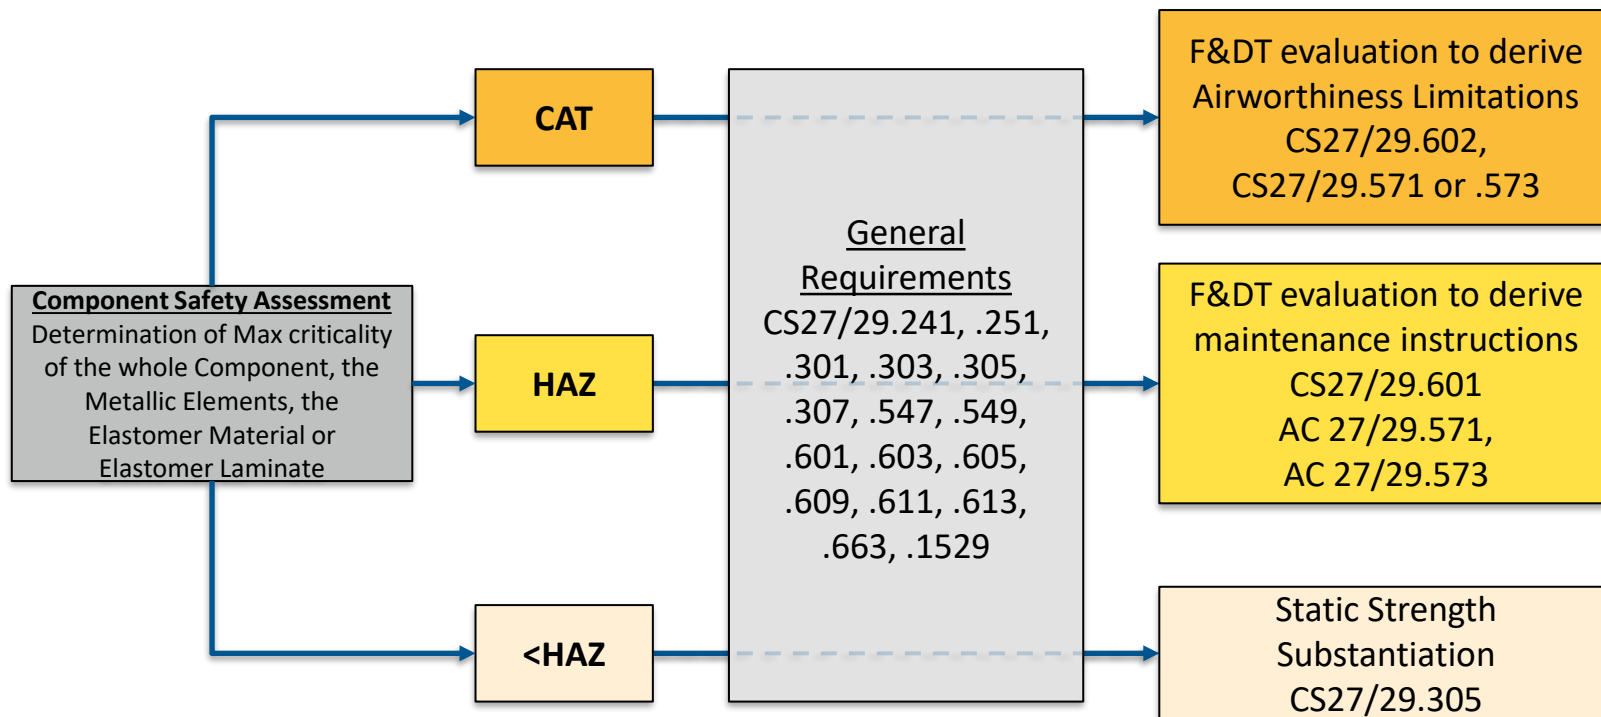 Component Safety Assessment
Determination of Max criticality
of the whole Component, the
Metallic Elements, the
Elastomer Material or
Elastomer Laminate
CAT
HAZ
<HAZ
General
Requirements
CS27/29.241, .251,
.301, .303, .305,
.307, .547, .549,
.601, .603, .605,
.609, .611, .613,
.663, .1529
F&DT evaluation to derive
Airworthiness Limitations
CS27/29.602,
CS27/29.571 or .573
F&DT evaluation to derive
maintenance instructions
CS27/29.601
AC 27/29.571,
AC 27/29.573
Static Strength
Substantiation
CS27/29.305